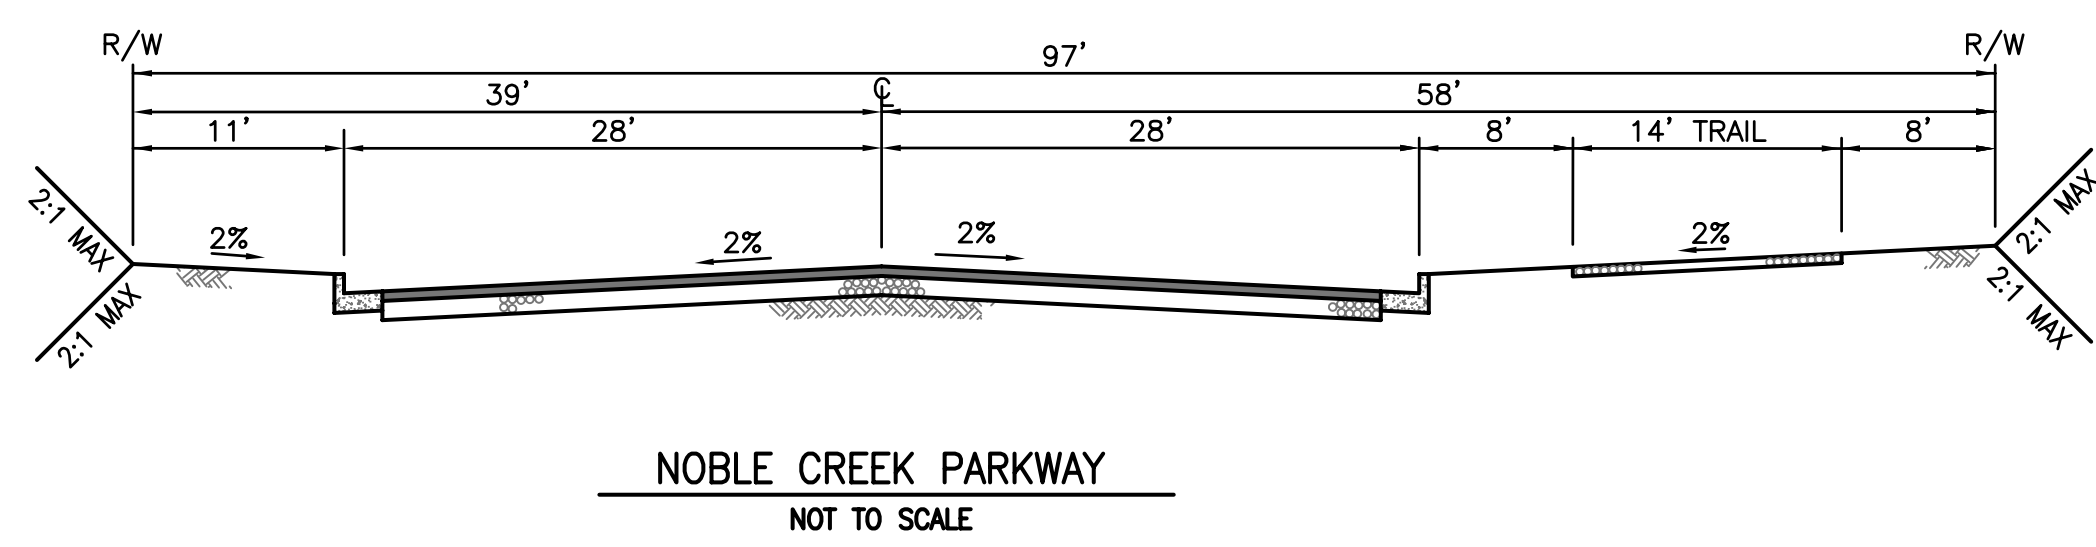 R/W R/W
97'
39' ℄ 58'
11' 28' 28' 8' 14' TRAIL 8'
2:1 MAX 2% 2% 2% 2% 2:1 MAX
2:1 MAX 2:1 MAX
NOBLE CREEK PARKWAY
NOT TO SCALE